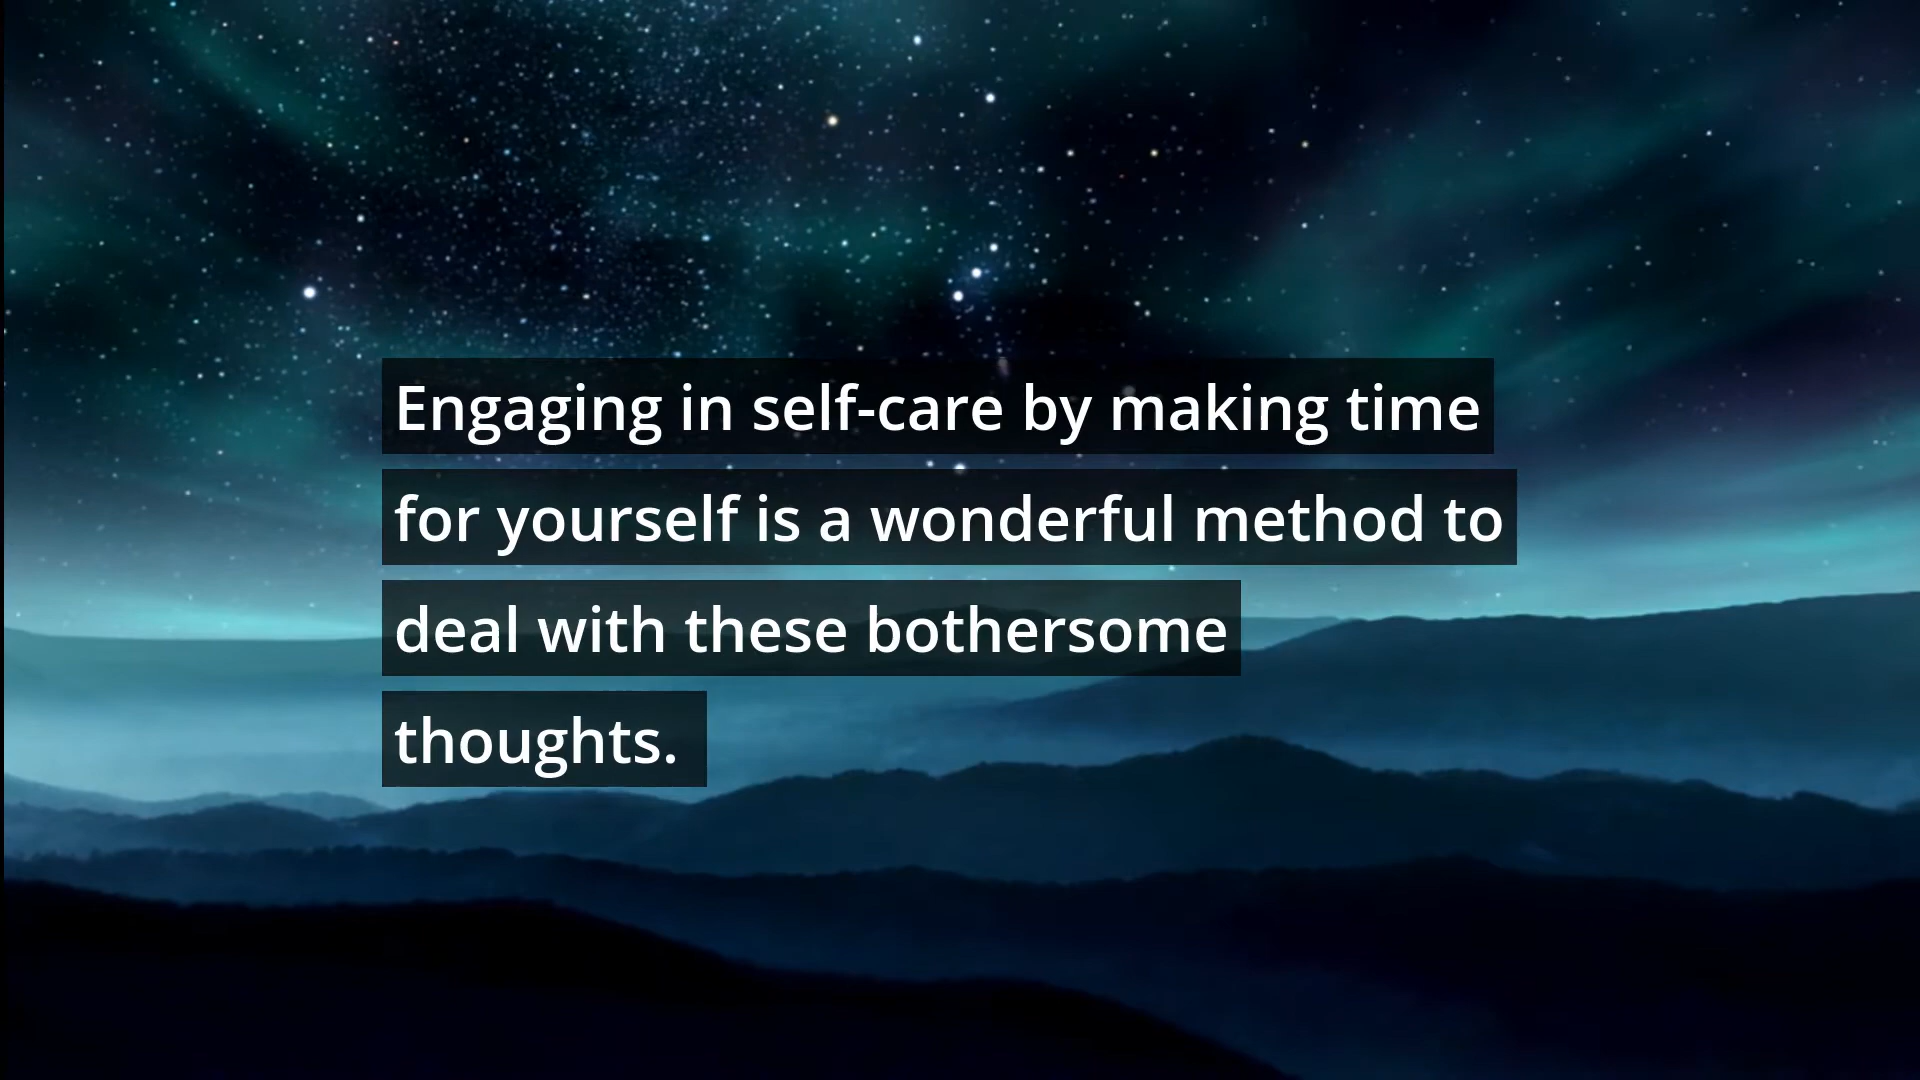 Engaging in self-care by making time
for yourself is a wonderful method to
deal with these bothersome
thoughts.